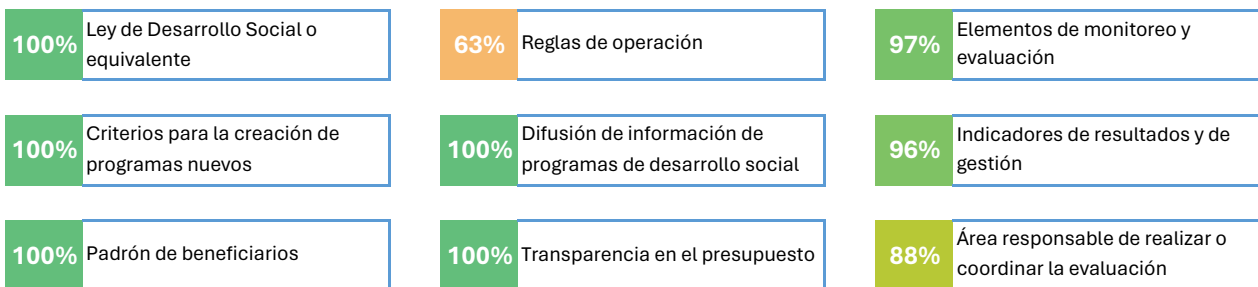 100% Ley de Desarrollo Social o
equivalente
63% Reglas de operación
97% Elementos de monitoreo y
evaluación
100% Criterios para la creación de
programas nuevos
100% Difusión de información de
programas de desarrollo social
96% Indicadores de resultados y de
gestión
100% Padrón de beneficiarios
100% Transparencia en el presupuesto
88% Área responsable de realizar o
coordinar la evaluación